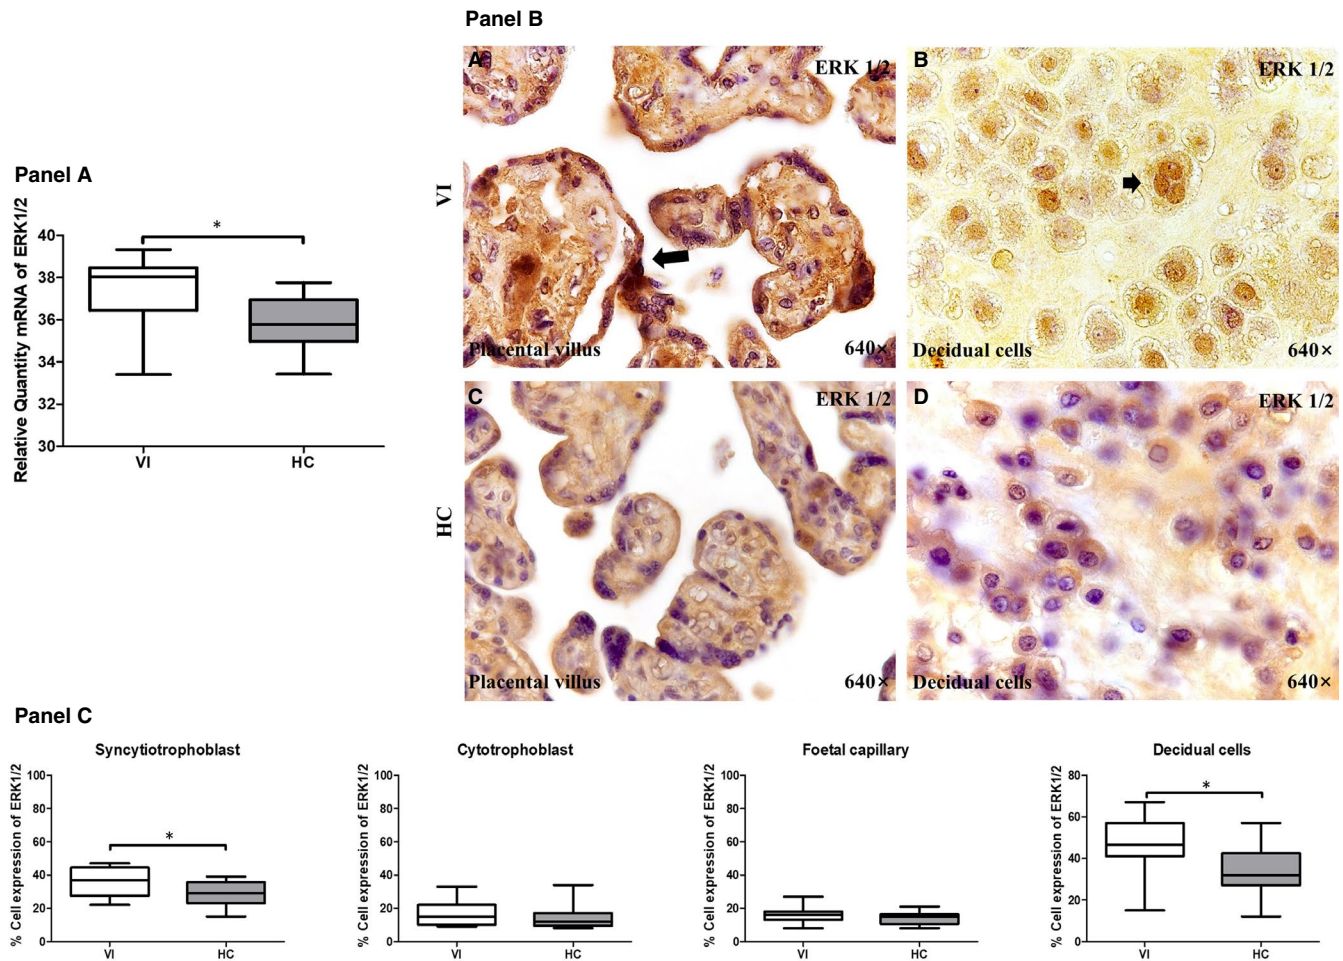 Panel B
A
ERK 1/2
VI
Placental villus
640×
B
ERK 1/2
Decidual cells
640×
Panel A
Relative Quantity mRNA of ERK1/2
40
38
36
34
32
30
*
VI
HC
C
ERK 1/2
HC
Placental villus
640×
D
ERK 1/2
Decidual cells
640×
Panel C
Syncytiotrophoblast
% Cell expression of ERK1/2
100
80
60
40
20
0
*
VI
HC
Cytotrophoblast
% Cell expression of ERK1/2
100
80
60
40
20
0
VI
HC
Foetal capillary
% Cell expression of ERK1/2
100
80
60
40
20
0
VI
HC
Decidual cells
% Cell expression of ERK1/2
80
60
40
20
0
*
VI
HC